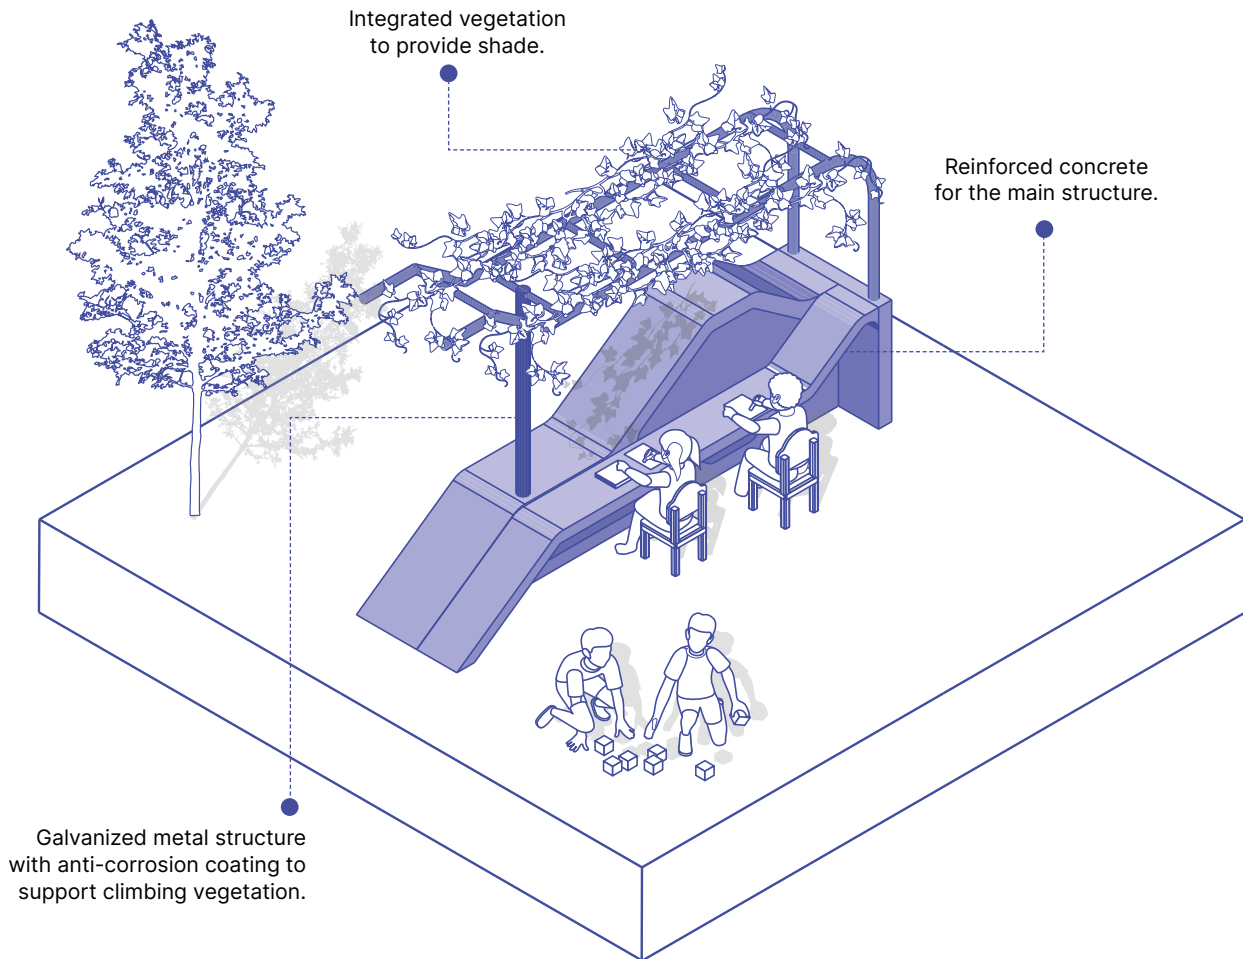 Integrated vegetation
to provide shade.
Reinforced concrete
for the main structure.
Galvanized metal structure
with anti-corrosion coating to
support climbing vegetation.